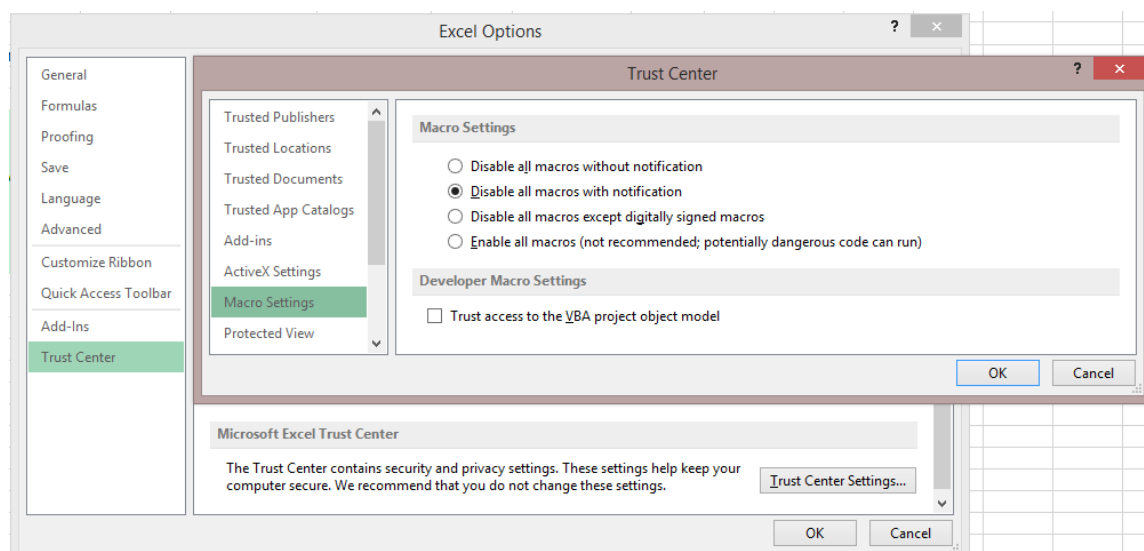 Excel Options
?
×
General
Formulas
Proofing
Save
Language
Advanced
Customize Ribbon
Quick Access Toolbar
Add-Ins
Trust Center
Trust Center
?
×
Trusted Publishers
Trusted Locations
Trusted Documents
Trusted App Catalogs
Add-ins
ActiveX Settings
Macro Settings
Protected View
Macro Settings
Disable all macros without notification
Disable all macros with notification
Disable all macros except digitally signed macros
Enable all macros (not recommended; potentially dangerous code can run)
Developer Macro Settings
Trust access to the VBA project object model
OK
Cancel
Microsoft Excel Trust Center
The Trust Center contains security and privacy settings. These settings help keep your
computer secure. We recommend that you do not change these settings.
Trust Center Settings...
OK
Cancel